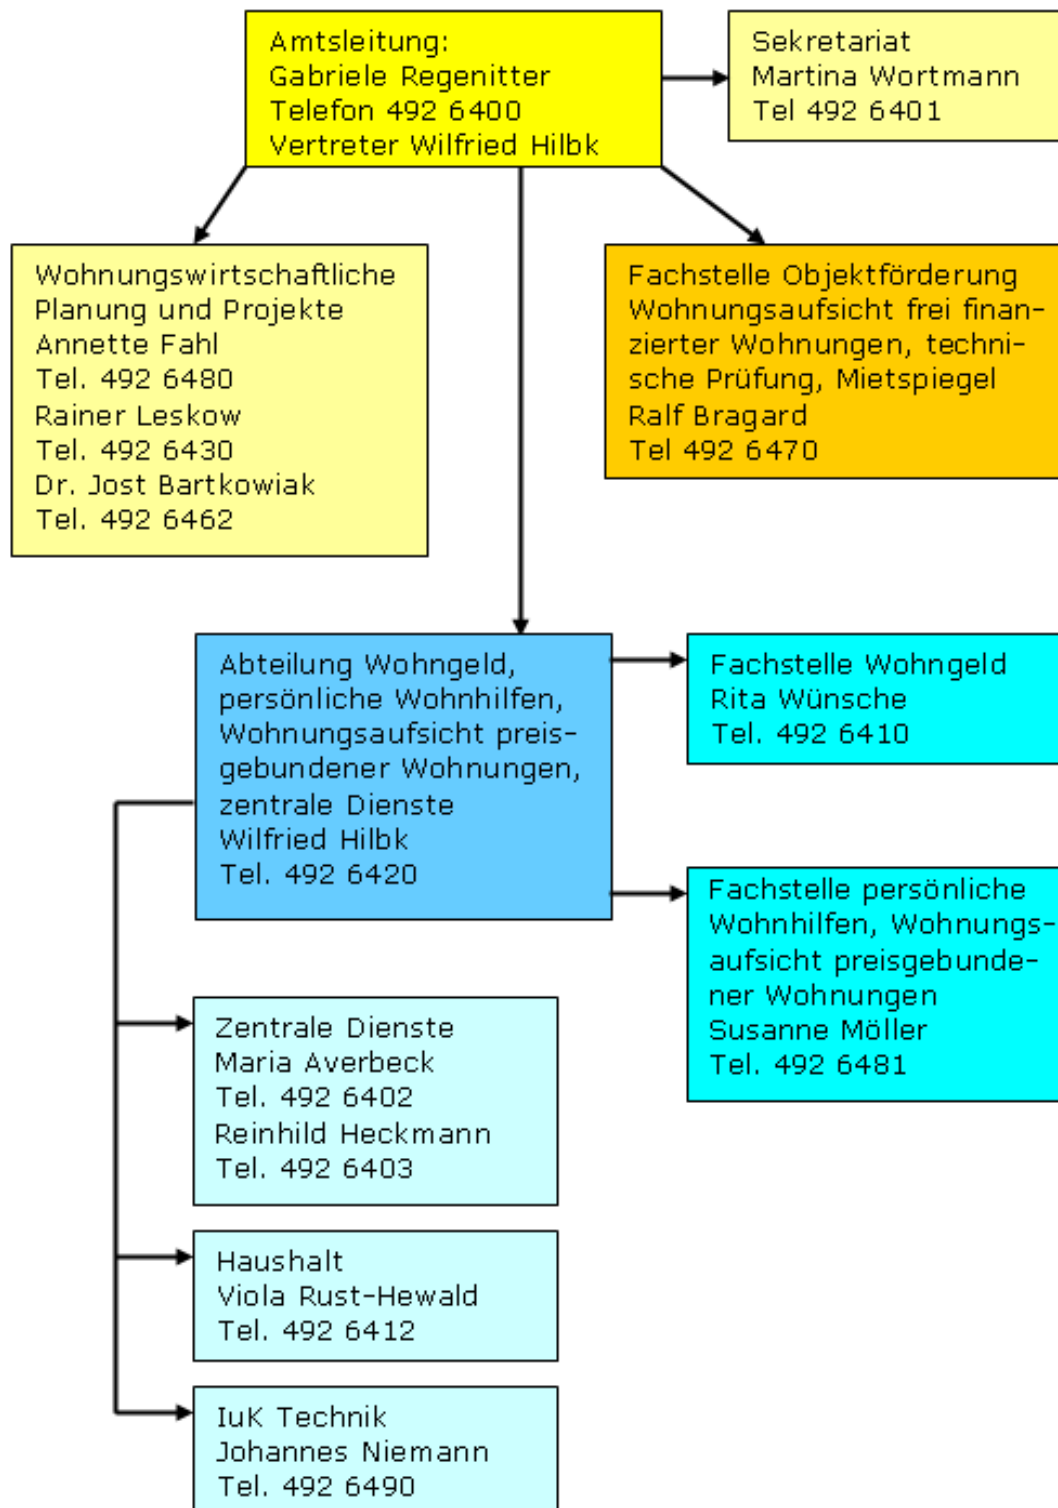 Amtsleitung:
Gabriele Regenitter
Telefon 492 6400
Vertreter Wilfried Hilbk
Sekretariat
Martina Wortmann
Tel 492 6401
Wohnungswirtschaftliche
Planung und Projekte
Annette Fahl
Tel. 492 6480
Rainer Leskow
Tel. 492 6430
Dr. Jost Bartkowiak
Tel. 492 6462
Fachstelle Objektförderung
Wohnungsaufsicht frei finan-
zierter Wohnungen, techni-
sche Prüfung, Mietspiegel
Ralf Bragard
Tel 492 6470
Abteilung Wohngeld,
persönliche Wohnhilfen,
Wohnungsaufsicht preis-
gebundener Wohnungen,
zentrale Dienste
Wilfried Hilbk
Tel. 492 6420
Fachstelle Wohngeld
Rita Wünsche
Tel. 492 6410
Fachstelle persönliche
Wohnhilfen, Wohnungs-
aufsicht preisgebunde-
ner Wohnungen
Susanne Möller
Tel. 492 6481
Zentrale Dienste
Maria Averbeck
Tel. 492 6402
Reinhild Heckmann
Tel. 492 6403
Haushalt
Viola Rust-Hewald
Tel. 492 6412
IuK Technik
Johannes Niemann
Tel. 492 6490